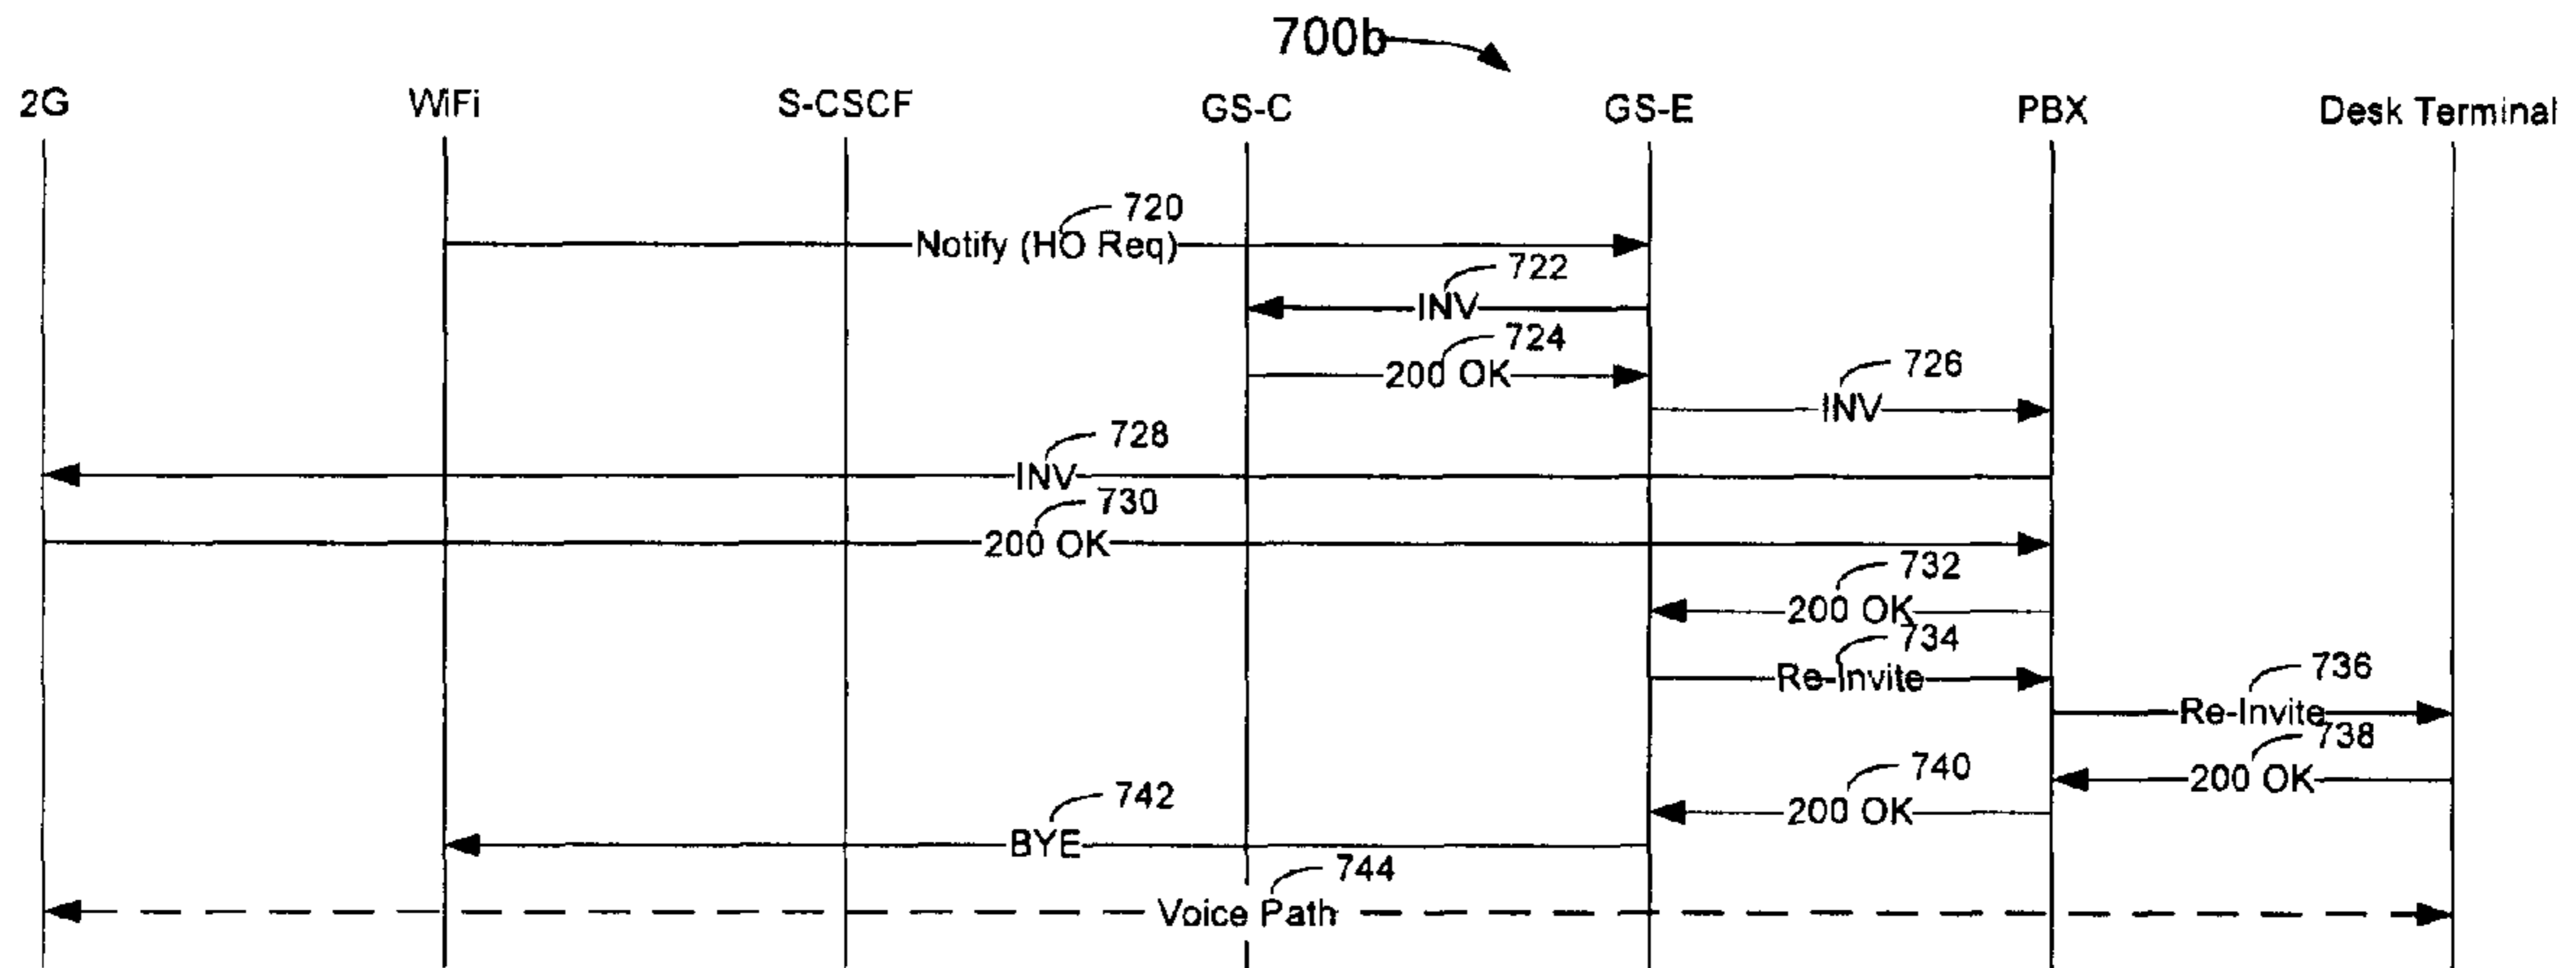 700b
2G WiFi S-CSCF GS-C GS-E PBX Desk Terminal
720
Notify (HO Req)
722
INV
724
200 OK
726
INV
728
INV
730
200 OK
732
200 OK
734
Re-Invite
736
Re-Invite
738
200 OK
740
200 OK
742
BYE
744
Voice Path